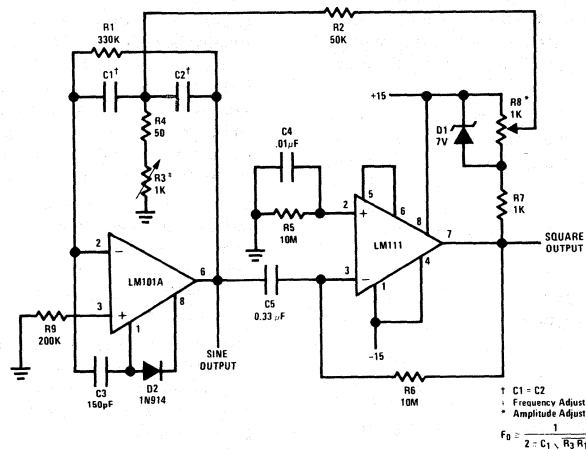 R1
330K
R2
50K
C1†
C2†
R4
50
R3
1K
+15
D1
7V
R8*
1K
C4
.01μF
R5
10M
R7
1K
2
+
5
6
8
LM111
7
SQUARE
OUTPUT
3
−
4
1
-15
2
−
LM101A
6
3
+
1
8
R9
200K
C5
0.33 μF
SINE
OUTPUT
C3
150pF
D2
1N914
R6
10M
† C1 = C2
Frequency Adjust
* Amplitude Adjust